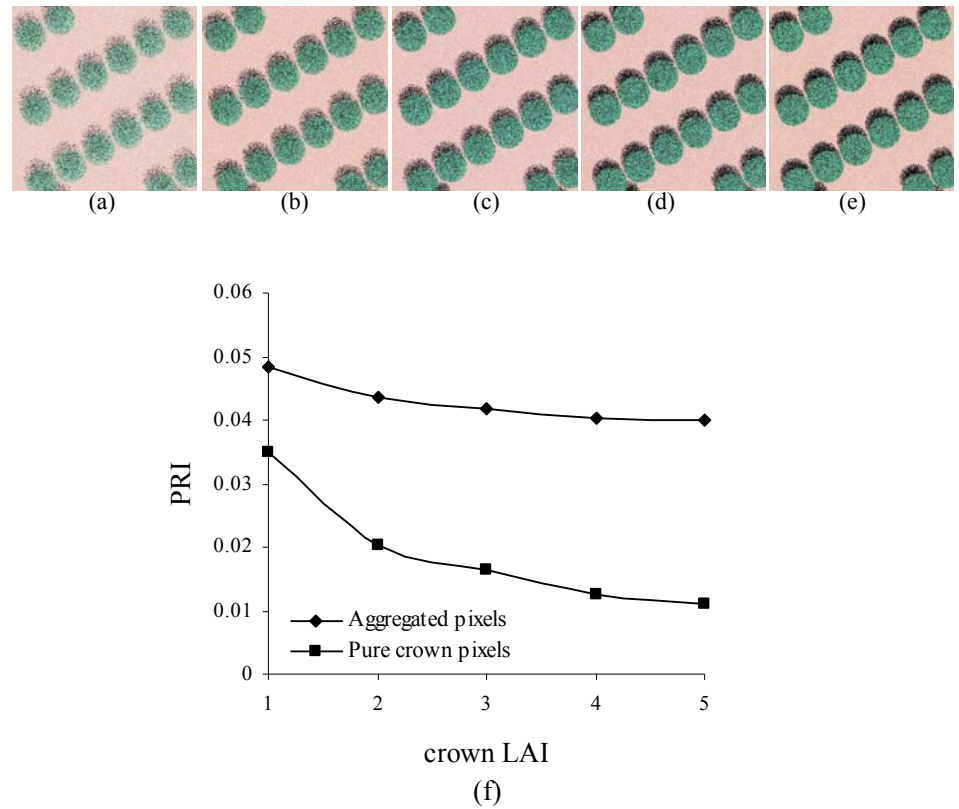 (a) (b) (c) (d) (e)
0.06
0.05
0.04
0.03
0.02
0.01
0
PRI
Aggregated pixels
Pure crown pixels
1 2 3 4 5
crown LAI
(f)